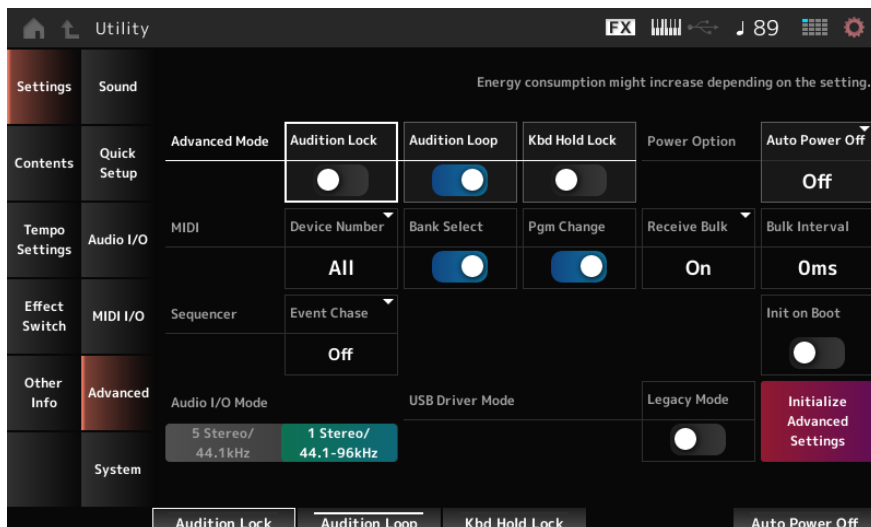 Utility
FX
89
Settings
Sound
Energy consumption might increase depending on the setting.
Contents
Quick
Setup
Advanced Mode
Audition Lock
Audition Loop
Kbd Hold Lock
Power Option
Auto Power Off
Off
Tempo
Settings
Audio I/O
MIDI
Device Number
Bank Select
Pgm Change
Receive Bulk
Bulk Interval
All
On
0ms
Effect
Switch
MIDI I/O
Sequencer
Event Chase
Init on Boot
Off
Other
Info
Advanced
Audio I/O Mode
USB Driver Mode
Legacy Mode
Initialize
Advanced
Settings
5 Stereo/
44.1kHz
1 Stereo/
44.1-96kHz
System
Audition Lock
Audition Loop
Kbd Hold Lock
Auto Power Off